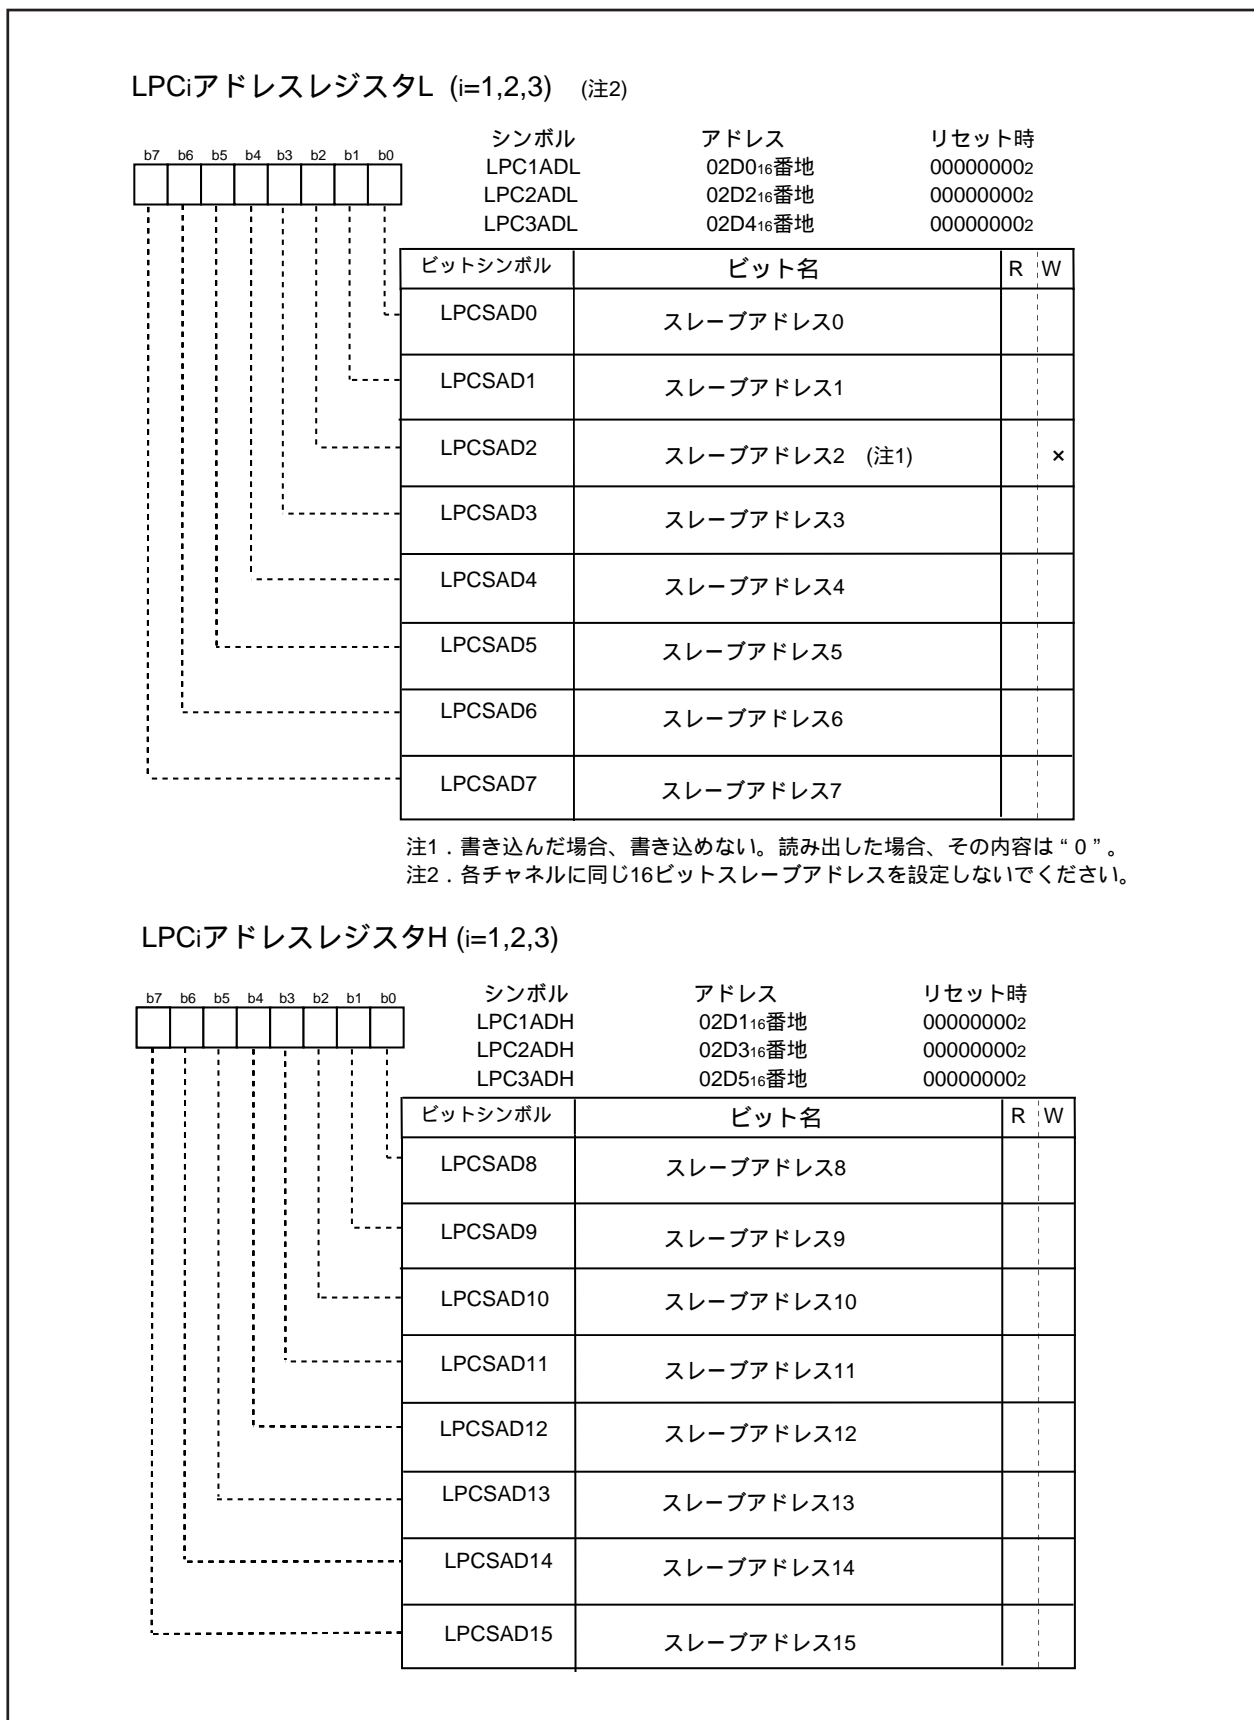 LPCiアドレスレジスタL (i=1,2,3) (注2)
b7 b6 b5 b4 b3 b2 b1 b0
シンボル アドレス リセット時
LPC1ADL 02D016番地 000000002
LPC2ADL 02D216番地 000000002
LPC3ADL 02D416番地 000000002
ビットシンボル ビット名 R W
LPCSAD0 スレーブアドレス0
LPCSAD1 スレーブアドレス1
LPCSAD2 スレーブアドレス2 (注1) ×
LPCSAD3 スレーブアドレス3
LPCSAD4 スレーブアドレス4
LPCSAD5 スレーブアドレス5
LPCSAD6 スレーブアドレス6
LPCSAD7 スレーブアドレス7
注1．書き込んだ場合、書き込めない。読み出した場合、その内容は“0”。
注2．各チャネルに同じ16ビットスレーブアドレスを設定しないでください。
LPCiアドレスレジスタH (i=1,2,3)
b7 b6 b5 b4 b3 b2 b1 b0
シンボル アドレス リセット時
LPC1ADH 02D116番地 000000002
LPC2ADH 02D316番地 000000002
LPC3ADH 02D516番地 000000002
ビットシンボル ビット名 R W
LPCSAD8 スレーブアドレス8
LPCSAD9 スレーブアドレス9
LPCSAD10 スレーブアドレス10
LPCSAD11 スレーブアドレス11
LPCSAD12 スレーブアドレス12
LPCSAD13 スレーブアドレス13
LPCSAD14 スレーブアドレス14
LPCSAD15 スレーブアドレス15